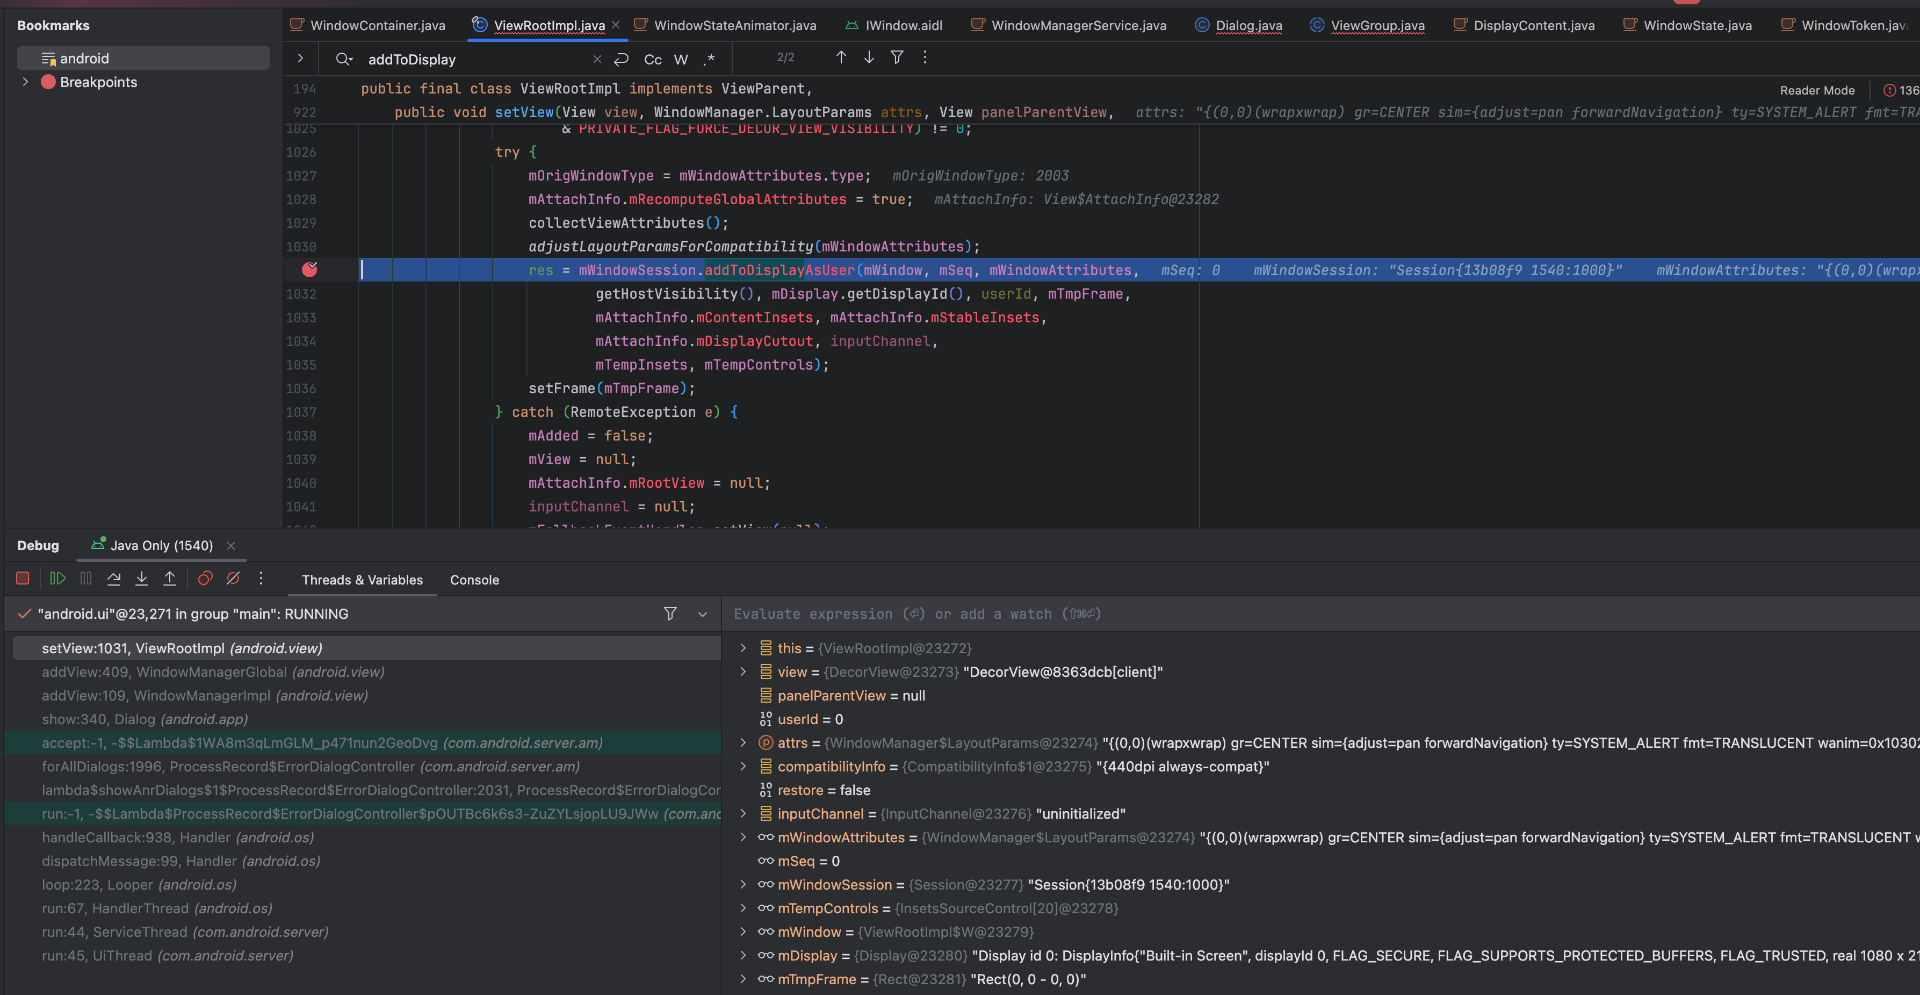 Bookmarks
android
Breakpoints
WindowContainer.java
ViewRootImpl.java
WindowStateAnimator.java
IWindow.aidl
WindowManagerService.java
Dialog.java
ViewGroup.java
DisplayContent.java
WindowState.java
WindowToken.jav
addToDisplay
Cc
W
.*
2/2
Reader Mode
136
194 public final class ViewRootImpl implements ViewParent,
922 public void setView(View view, WindowManager.LayoutParams attrs, View panelParentView, attrs: "{(0,0)(wrapxwrap) gr=CENTER sim={adjust=pan forwardNavigation} ty=SYSTEM_ALERT fmt=TRA
1025 & PRIVATE_FLAG_FORCE_DECOR_VIEW_VISIBILITY) != 0;
1026 try {
1027 mOrigWindowType = mWindowAttributes.type; mOrigWindowType: 2003
1028 mAttachInfo.mRecomputeGlobalAttributes = true; mAttachInfo: View$AttachInfo@23282
1029 collectViewAttributes();
1030 adjustLayoutParamsForCompatibility(mWindowAttributes);
res = mWindowSession.addToDisplayAsUser(mWindow, mSeq, mWindowAttributes, mSeq: 0 mWindowSession: "Session{13b08f9 1540:1000}" mWindowAttributes: "{(0,0)(wrapx
1032 getHostVisibility(), mDisplay.getDisplayId(), userId, mTmpFrame,
1033 mAttachInfo.mContentInsets, mAttachInfo.mStableInsets,
1034 mAttachInfo.mDisplayCutout, inputChannel,
1035 mTempInsets, mTempControls);
1036 setFrame(mTmpFrame);
1037 } catch (RemoteException e) {
1038 mAdded = false;
1039 mView = null;
1040 mAttachInfo.mRootView = null;
1041 inputChannel = null;
Debug
Java Only (1540)
Threads & Variables
Console
"android.ui"@23,271 in group "main": RUNNING
setView:1031, ViewRootImpl (android.view)
addView:409, WindowManagerGlobal (android.view)
addView:109, WindowManagerImpl (android.view)
show:340, Dialog (android.app)
accept:-1, -$$Lambda$1WA8m3qLmGLM_p471nun2GeoDvg (com.android.server.am)
forAllDialogs:1996, ProcessRecord$ErrorDialogController (com.android.server.am)
lambda$showAnrDialogs$1$ProcessRecord$ErrorDialogController:2031, ProcessRecord$ErrorDialogCor
run:-1, -$$Lambda$ProcessRecord$ErrorDialogController$pOUTBc6k6s3-ZuZYLsjopLU9JWw (com.and
handleCallback:938, Handler (android.os)
dispatchMessage:99, Handler (android.os)
loop:223, Looper (android.os)
run:67, HandlerThread (android.os)
run:44, ServiceThread (com.android.server)
run:45, UiThread (com.android.server)
Evaluate expression (⏎) or add a watch (⇧⌘⏎)
this = {ViewRootImpl@23272}
view = {DecorView@23273} "DecorView@8363dcb[client]"
panelParentView = null
userId = 0
attrs = {WindowManager$LayoutParams@23274} "{(0,0)(wrapxwrap) gr=CENTER sim={adjust=pan forwardNavigation} ty=SYSTEM_ALERT fmt=TRANSLUCENT wanim=0x10302
compatibilityInfo = {CompatibilityInfo$1@23275} "{440dpi always-compat}"
restore = false
inputChannel = {InputChannel@23276} "uninitialized"
mWindowAttributes = {WindowManager$LayoutParams@23274} "{(0,0)(wrapxwrap) gr=CENTER sim={adjust=pan forwardNavigation} ty=SYSTEM_ALERT fmt=TRANSLUCENT w
mSeq = 0
mWindowSession = {Session@23277} "Session{13b08f9 1540:1000}"
mTempControls = {InsetsSourceControl[20]@23278}
mWindow = {ViewRootImpl$W@23279}
mDisplay = {Display@23280} "Display id 0: DisplayInfo{"Built-in Screen", displayId 0, FLAG_SECURE, FLAG_SUPPORTS_PROTECTED_BUFFERS, FLAG_TRUSTED, real 1080 x 21
mTmpFrame = {Rect@23281} "Rect(0, 0 - 0, 0)"